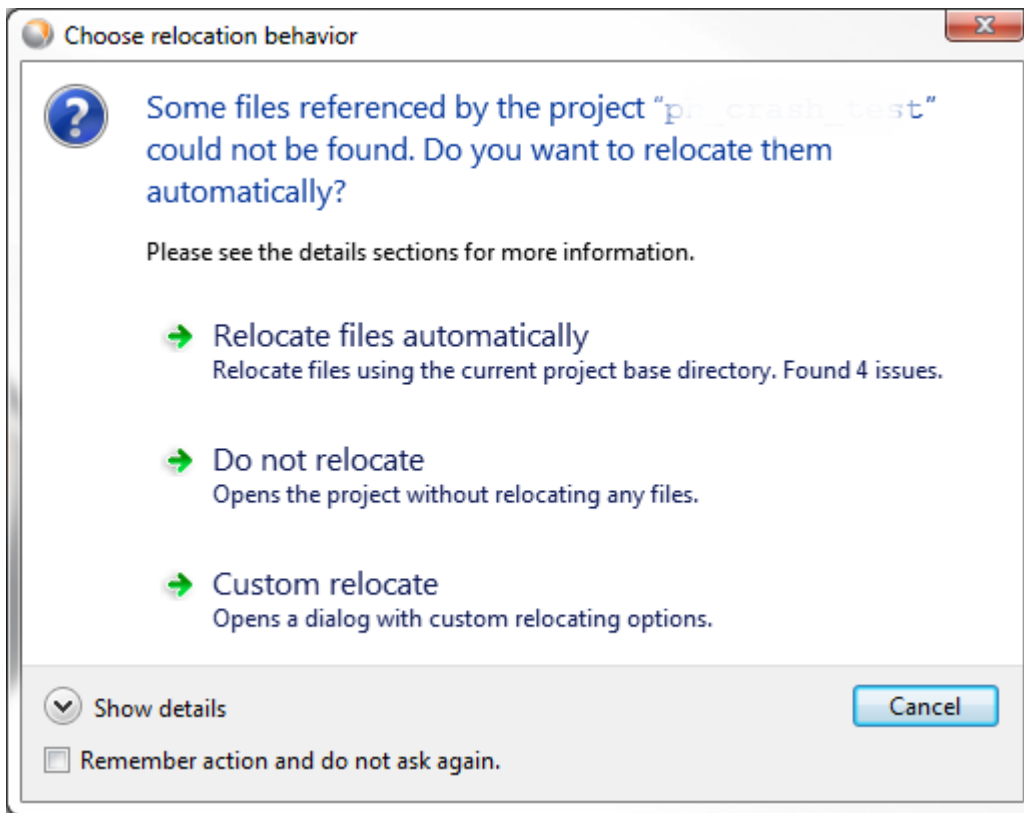 Choose relocation behavior
Some files referenced by the project "ph_crash_test"
could not be found. Do you want to relocate them
automatically?
Please see the details sections for more information.
Relocate files automatically
Relocate files using the current project base directory. Found 4 issues.
Do not relocate
Opens the project without relocating any files.
Custom relocate
Opens a dialog with custom relocating options.
Show details
Cancel
Remember action and do not ask again.